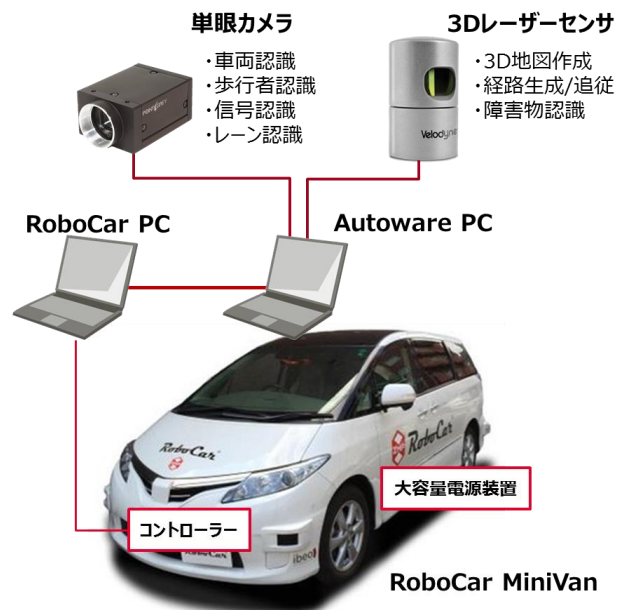 単眼カメラ
・車両認識
・歩行者認識
・信号認識
・レーン認識
3Dレーザーセンサ
・3D地図作成
・経路生成/追従
・障害物認識
Velodyne
RoboCar PC
Autoware PC
RoboCar
RoboCar
大容量電源装置
コントローラー
ibeo
RoboCar
RoboCar MiniVan